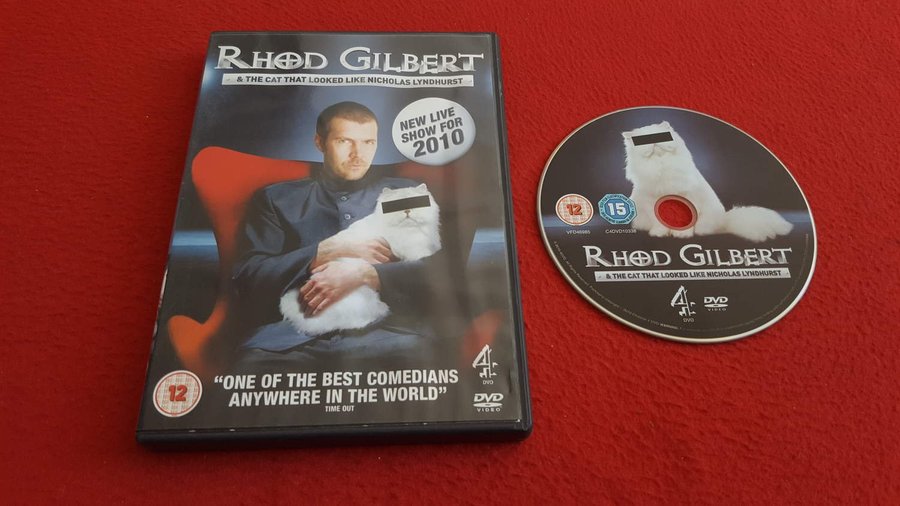 RHOD GILBERT
& THE CAT THAT LOOKED LIKE NICHOLAS LYNDHURST
NEW LIVE
SHOW FOR
2010
12
"ONE OF THE BEST COMEDIANS
ANYWHERE IN THE WORLD"
TIME OUT
4
DVD
DVD
VIDEO
12
15
VFD46985
C4DVD10338
RHOD GILBERT
& THE CAT THAT LOOKED LIKE NICHOLAS LYNDHURST
4
DVD
DVD
VIDEO